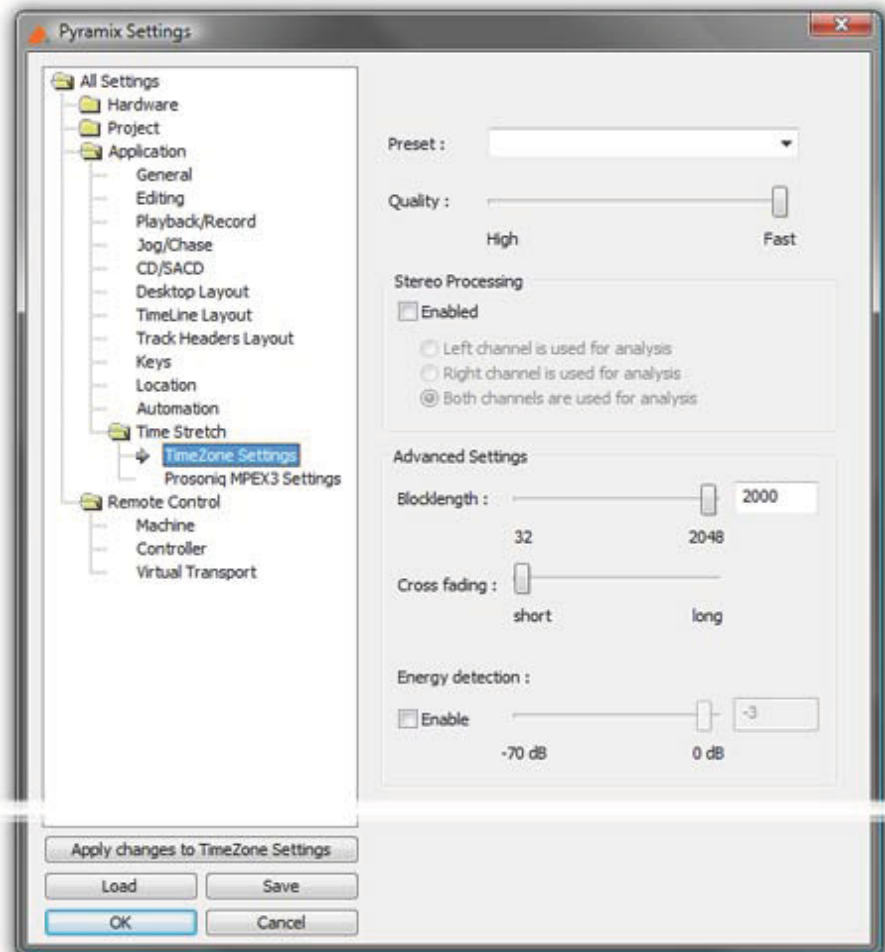 Pyramix Settings
All Settings
Hardware
Project
Application
General
Editing
Playback/Record
Jog/Chase
CD/SACD
Desktop Layout
TimeLine Layout
Track Headers Layout
Keys
Location
Automation
Time Stretch
TimeZone Settings
Prosoniq MPEX3 Settings
Remote Control
Machine
Controller
Virtual Transport
Apply changes to TimeZone Settings
Load Save
OK Cancel
Preset :
Quality :
High Fast
Stereo Processing
Enabled
Left channel is used for analysis
Right channel is used for analysis
Both channels are used for analysis
Advanced Settings
Blocklength : 2000
32 2048
Cross fading :
short long
Energy detection :
Enable -3
-70 dB 0 dB